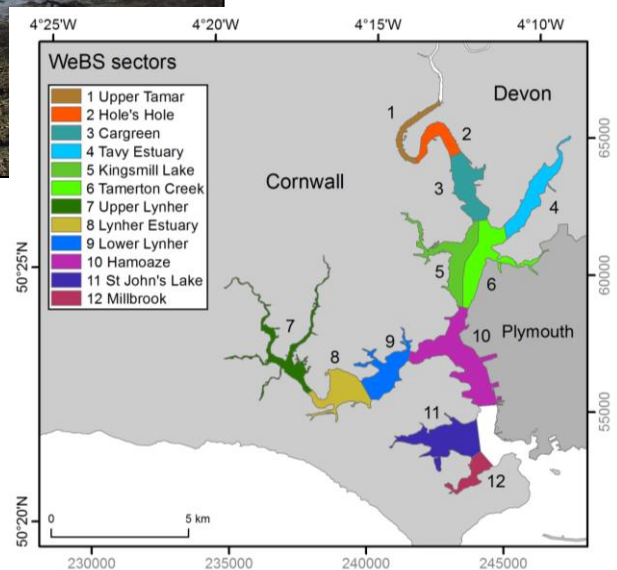 4°25'W 4°15'W 4°10'W
WeBS sectors
1 Upper Tamar
2 Hole's Hole
3 Cargreen
4 Tavy Estuary
5 Kingsmill Lake
6 Tamerton Creek
7 Upper Lynher
8 Lynher Estuary
9 Lower Lynher
10 Hamoaze
11 St John's Lake
12 Millbrook
Devon
Cornwall
Plymouth
1
2
3
4
5
6
7
8
9
10
11
12
50°25'N
50°20'N
65000
60000
55000
0 5 km
230000 235000 240000 245000